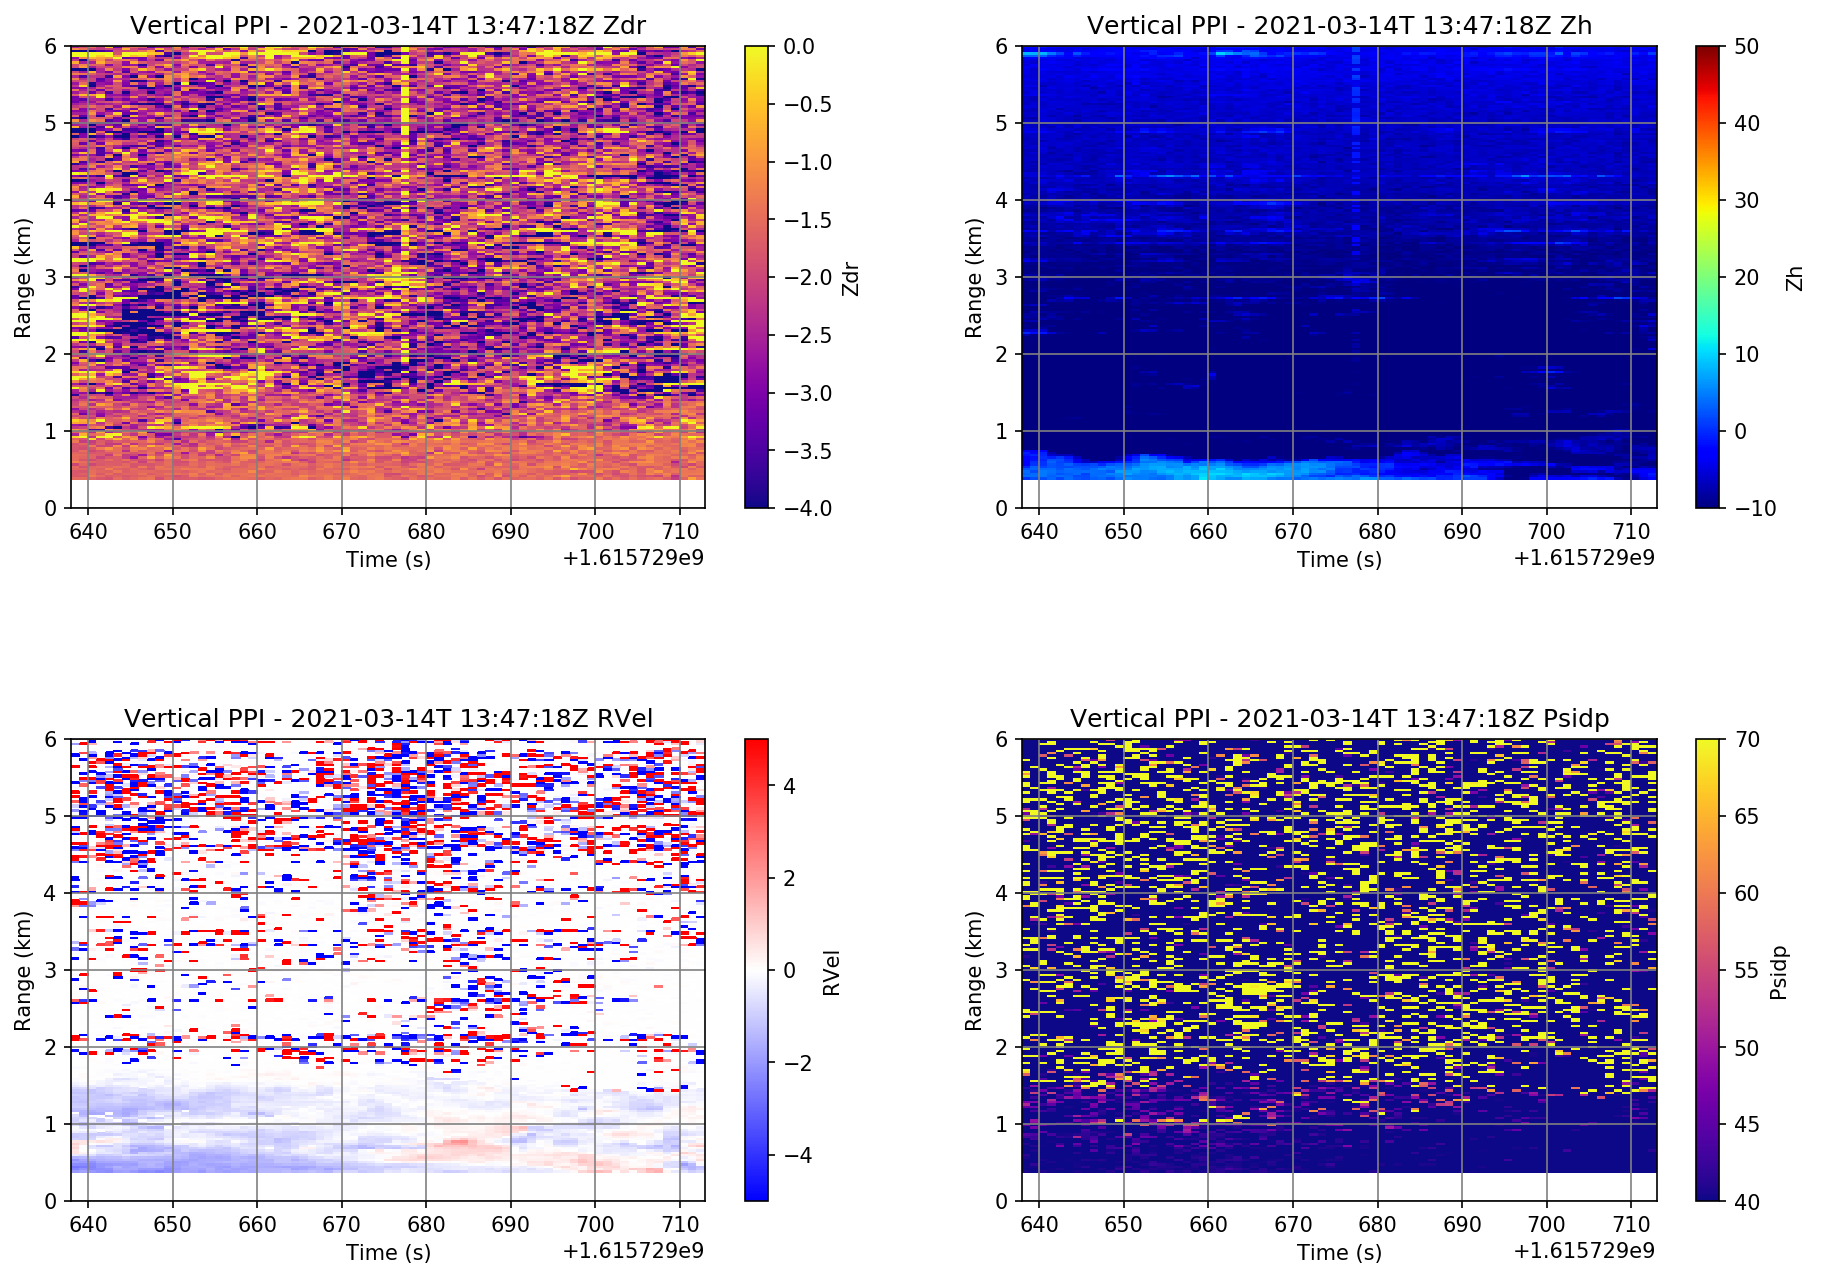 Vertical PPI - 2021-03-14T 13:47:18Z Zdr
6
5
4
3
2
1
0
Range (km)
640 650 660 670 680 690 700 710
Time (s)
+1.615729e9
0.0
−0.5
−1.0
−1.5
−2.0
−2.5
−3.0
−3.5
−4.0
Zdr
Vertical PPI - 2021-03-14T 13:47:18Z Zh
6
5
4
3
2
1
0
Range (km)
640 650 660 670 680 690 700 710
Time (s)
+1.615729e9
50
40
30
20
10
0
−10
Zh
Vertical PPI - 2021-03-14T 13:47:18Z RVel
6
5
4
3
2
1
0
Range (km)
640 650 660 670 680 690 700 710
Time (s)
+1.615729e9
4
2
0
−2
−4
RVel
Vertical PPI - 2021-03-14T 13:47:18Z Psidp
6
5
4
3
2
1
0
Range (km)
640 650 660 670 680 690 700 710
Time (s)
+1.615729e9
70
65
60
55
50
45
40
Psidp